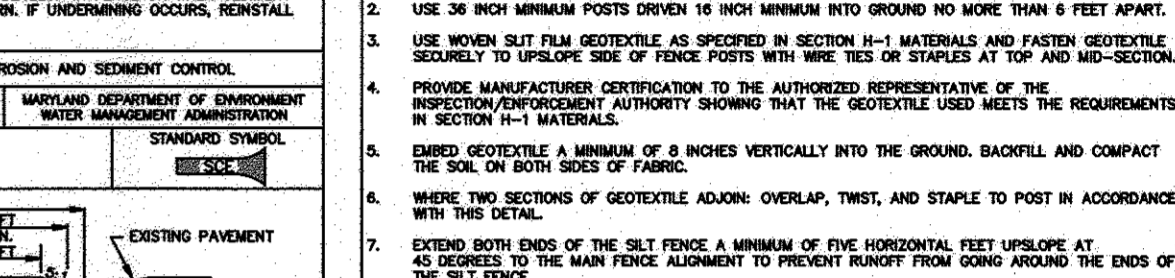 RN. IF UNDERMINING OCCURS, REINSTALL
ROSION AND SEDIMENT CONTROL
MARYLAND DEPARTMENT OF ENVIRONMENT
WATER MANAGEMENT ADMINISTRATION
STANDARD SYMBOL
SCE
FT
N.
FT
5:1
EXISTING PAVEMENT
2. USE 36 INCH MINIMUM POSTS DRIVEN 16 INCH MINIMUM INTO GROUND NO MORE THAN 6 FEET APART.
3. USE WOVEN SLIT FILM GEOTEXTILE AS SPECIFIED IN SECTION H-1 MATERIALS AND FASTEN GEOTEXTILE
SECURELY TO UPSLOPE SIDE OF FENCE POSTS WITH WIRE TIES OR STAPLES AT TOP AND MID-SECTION.
4. PROVIDE MANUFACTURER CERTIFICATION TO THE AUTHORIZED REPRESENTATIVE OF THE
INSPECTION/ENFORCEMENT AUTHORITY SHOWING THAT THE GEOTEXTILE USED MEETS THE REQUIREMENTS
IN SECTION H-1 MATERIALS.
5. EMBED GEOTEXTILE A MINIMUM OF 8 INCHES VERTICALLY INTO THE GROUND. BACKFILL AND COMPACT
THE SOIL ON BOTH SIDES OF FABRIC.
6. WHERE TWO SECTIONS OF GEOTEXTILE ADJOIN: OVERLAP, TWIST, AND STAPLE TO POST IN ACCORDANCE
WITH THIS DETAIL.
7. EXTEND BOTH ENDS OF THE SILT FENCE A MINIMUM OF FIVE HORIZONTAL FEET UPSLOPE AT
45 DEGREES TO THE MAIN FENCE ALIGNMENT TO PREVENT RUNOFF FROM GOING AROUND THE ENDS OF
THE SILT FENCE